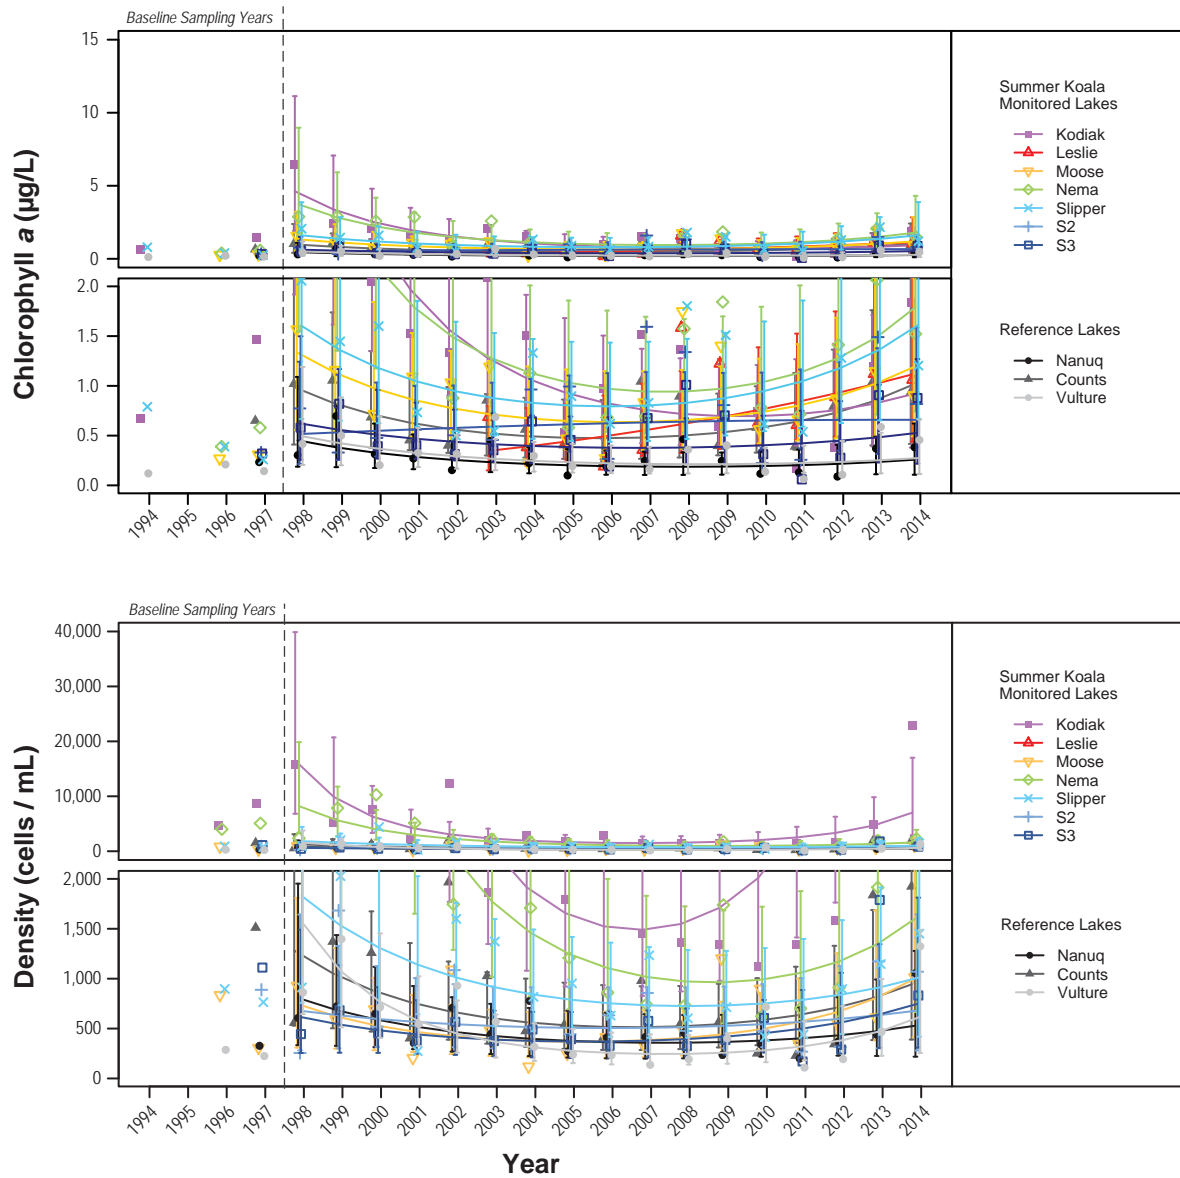 Baseline Sampling Years
15
10
5
0
Chlorophyll a (µg/L)
2.0
1.5
1.0
0.5
0.0
1994
1995
1996
1997
1998
1999
2000
2001
2002
2003
2004
2005
2006
2007
2008
2009
2010
2011
2012
2013
2014
Summer Koala
Monitored Lakes
Kodiak
Leslie
Moose
Nema
Slipper
S2
S3
Reference Lakes
Nanuq
Counts
Vulture
Baseline Sampling Years
40,000
30,000
20,000
10,000
0
Density (cells / mL)
2,000
1,500
1,000
500
0
1994
1995
1996
1997
1998
1999
2000
2001
2002
2003
2004
2005
2006
2007
2008
2009
2010
2011
2012
2013
2014
Year
Summer Koala
Monitored Lakes
Kodiak
Leslie
Moose
Nema
Slipper
S2
S3
Reference Lakes
Nanuq
Counts
Vulture